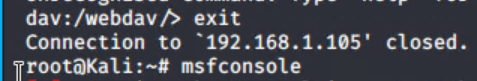 dav:/webdav/> exit
Connection to `192.168.1.105' closed.
root@Kali:~# msfconsole